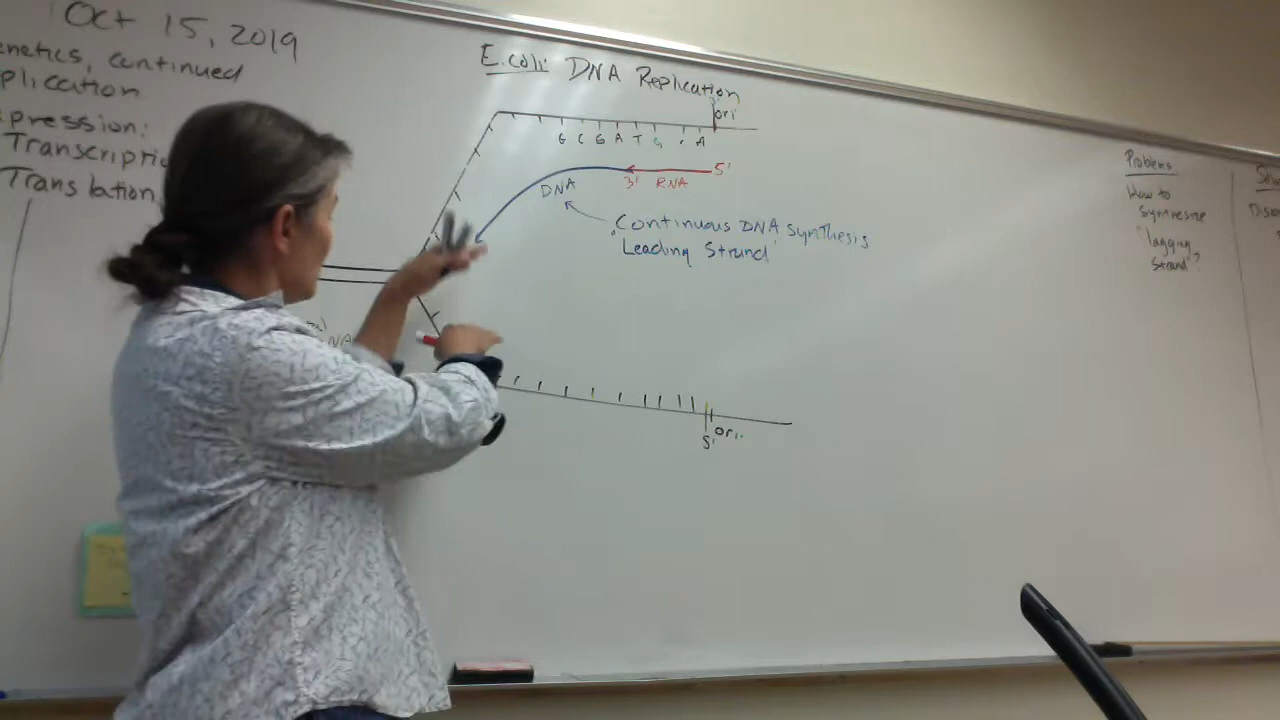 Oct 15, 2019
enetics, continued
plication
pression:
Transcripti
Translation
E.coli: DNA Replication
ori
G C G A T G C A
5'
3' RNA
DNA
Continuous DNA synthesis
"Leading Strand"
NA
5' ori
Problem
How to
synthesize
"lagging
strand"?